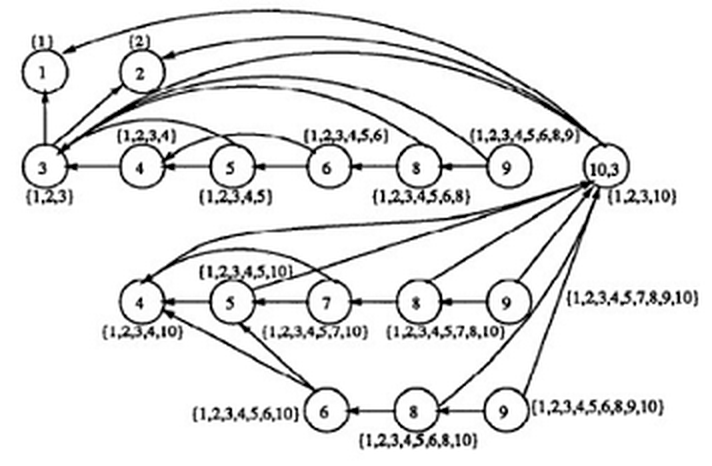 {1} {2}
1 2
{1,2,3,4} {1,2,3,4,5,6} {1,2,3,4,5,6,8,9}
3 4 5 6 8 9 10,3
{1,2,3} {1,2,3,4,5} {1,2,3,4,5,6,8} {1,2,3,10}
{1,2,3,4,5,10}
4 5 7 8 9 {1,2,3,4,5,7,8,9,10}
{1,2,3,4,10} {1,2,3,4,5,7,10} {1,2,3,4,5,7,8,10}
{1,2,3,4,5,6,10} 6 8 9 {1,2,3,4,5,6,8,9,10}
{1,2,3,4,5,6,8,10}